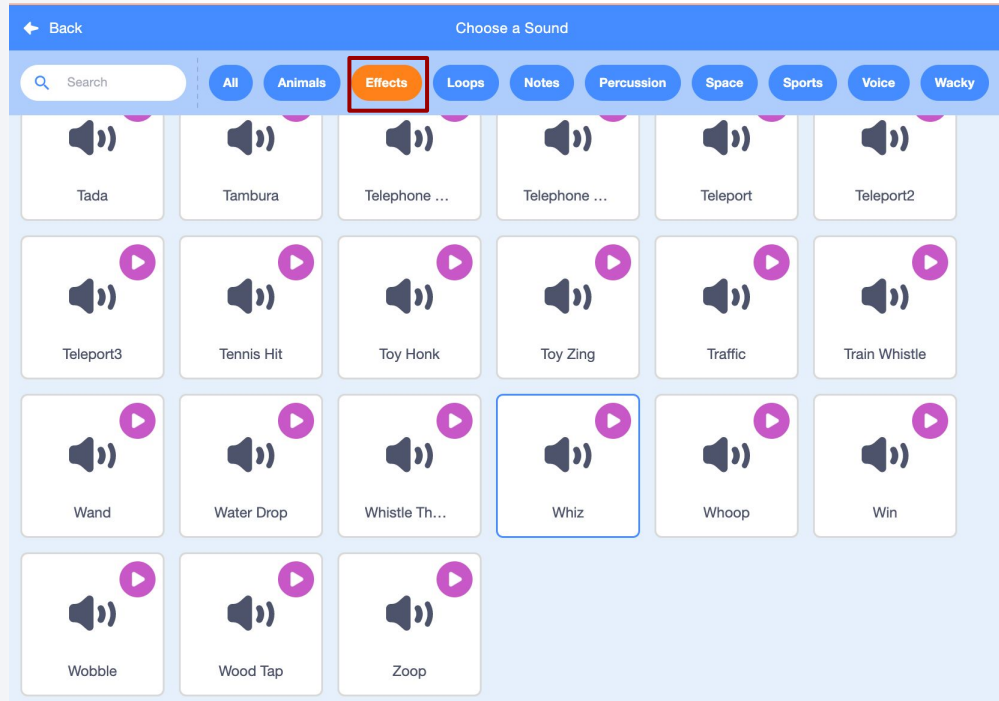 Back
Choose a Sound
Search
All Animals Effects Loops Notes Percussion Space Sports Voice Wacky
Tada Tambura Telephone ... Telephone ... Teleport Teleport2
Teleport3 Tennis Hit Toy Honk Toy Zing Traffic Train Whistle
Wand Water Drop Whistle Th... Whiz Whoop Win
Wobble Wood Tap Zoop